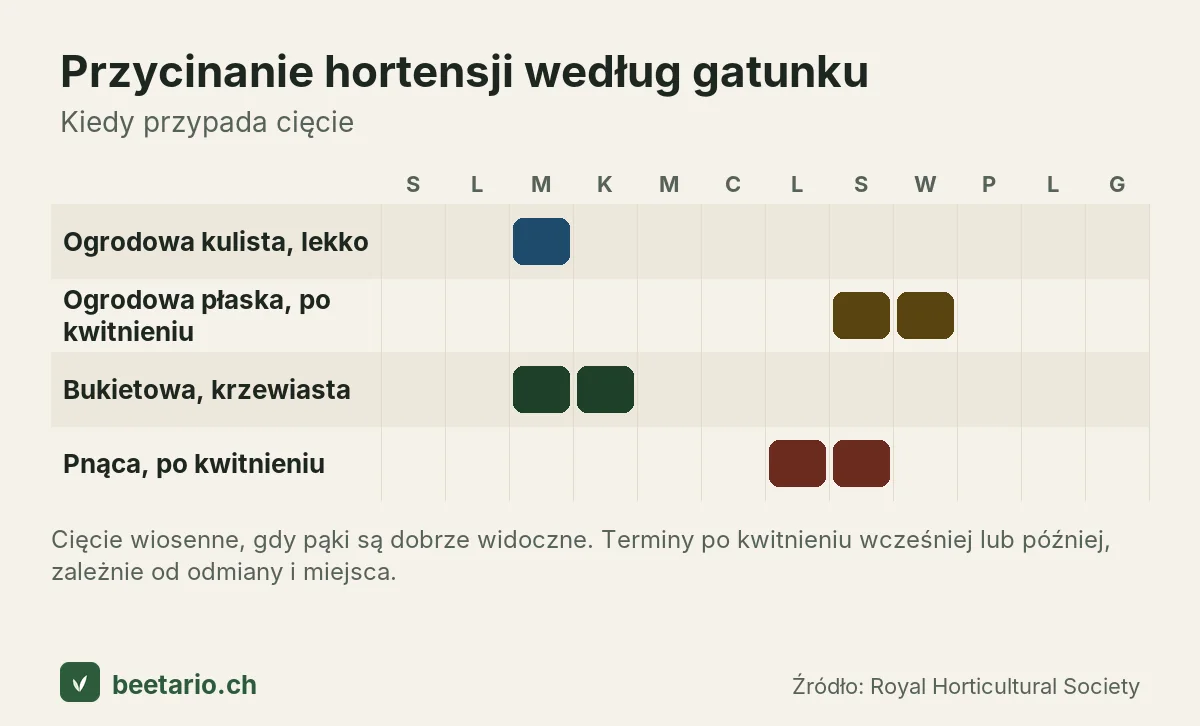 Przycinanie hortensji według gatunku
Kiedy przypada cięcie
S L M K M C L S W P L G
Ogrodowa kulista, lekko
Ogrodowa płaska, po
kwitnieniu
Bukietowa, krzewiasta
Pnąca, po kwitnieniu
Cięcie wiosenne, gdy pąki są dobrze widoczne. Terminy po kwitnieniu wcześniej lub później,
zależnie od odmiany i miejsca.
beetario.ch
Źródło: Royal Horticultural Society